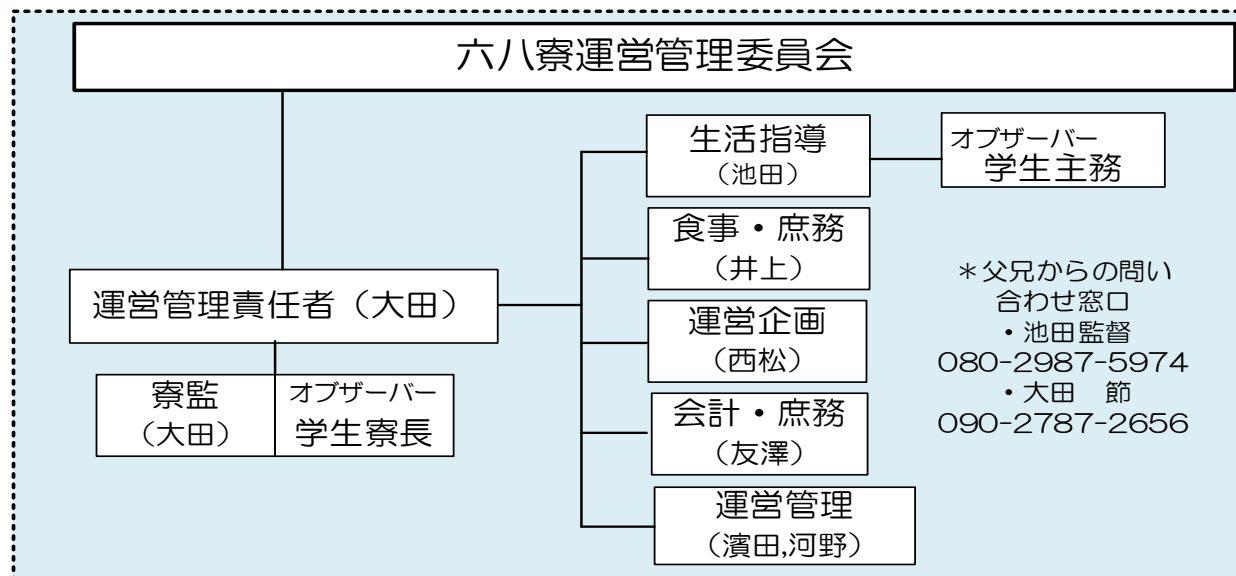 六八寮運営管理委員会
生活指導
（池田）
オブザーバー
学生主務
食事・庶務
（井上）
運営管理責任者（大田）
運営企画
(西松)
寮監
（大田）
オブザーバー
学生寮長
会計・庶務
（友澤）
運営管理
（濱田,河野）
＊父兄からの問い
合わせ窓口
・池田監督
080-2987-5974
・大田　節
090-2787-2656